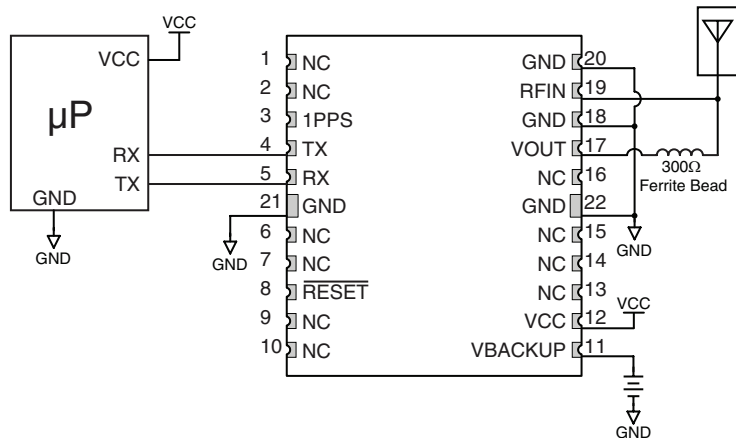 VCC
VCC
µP
RX
TX
GND
GND
1 NC
2 NC
3 1PPS
4 TX
5 RX
21 GND
GND
6 NC
7 NC
8 RESET
9 NC
10 NC
GND 20
RFIN 19
GND 18
VOUT 17
300Ω
Ferrite Bead
NC 16
GND 22
GND
NC 15
NC 14
NC 13
VCC
VCC 12
VBACKUP 11
GND